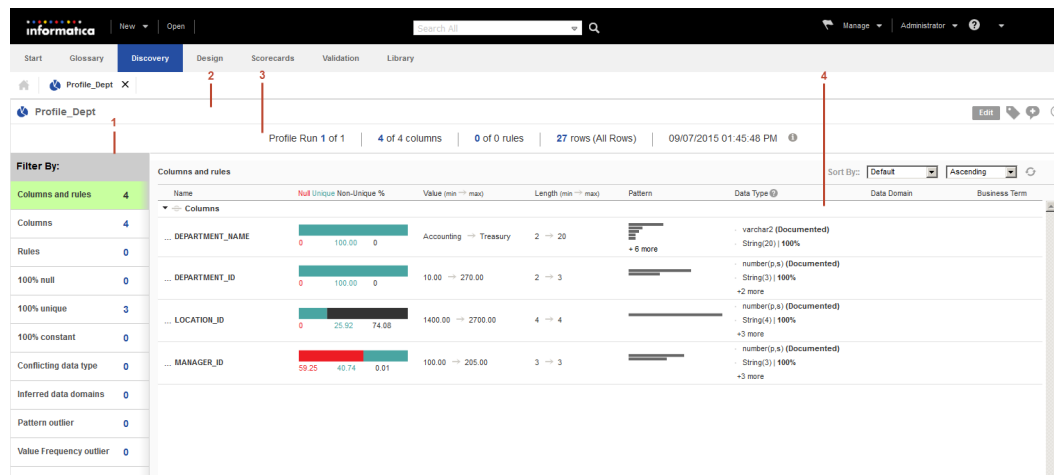 informatica New Open Search All Manage Administrator ?
Start Glossary Discovery Design Scorecards Validation Library
Profile_Dept X 2 3 4
Profile_Dept 1 Edit
Profile Run 1 of 1 4 of 4 columns 0 of 0 rules 27 rows (All Rows) 09/07/2015 01:45:48 PM
Filter By: Columns and rules Sort By:: Default Ascending
Columns and rules 4 Name Null Unique Non-Unique % Value (min → max) Length (min → max) Pattern Data Type Data Domain Business Term
Columns
Columns 4
... DEPARTMENT_NAME 0 100.00 0 Accounting → Treasury 2 → 20 + 6 more varchar2 (Documented)
String(20) | 100%
Rules 0
100% null 0
... DEPARTMENT_ID 0 100.00 0 10.00 → 270.00 2 → 3 number(p,s) (Documented)
String(3) | 100%
+2 more
100% unique 3
... LOCATION_ID 0 25.92 74.08 1400.00 → 2700.00 4 → 4 number(p,s) (Documented)
String(4) | 100%
+3 more
100% constant 0
... MANAGER_ID 59.25 40.74 0.01 100.00 → 205.00 3 → 3 number(p,s) (Documented)
String(3) | 100%
+3 more
Conflicting data type 0
Inferred data domains 0
Pattern outlier 0
Value Frequency outlier 0